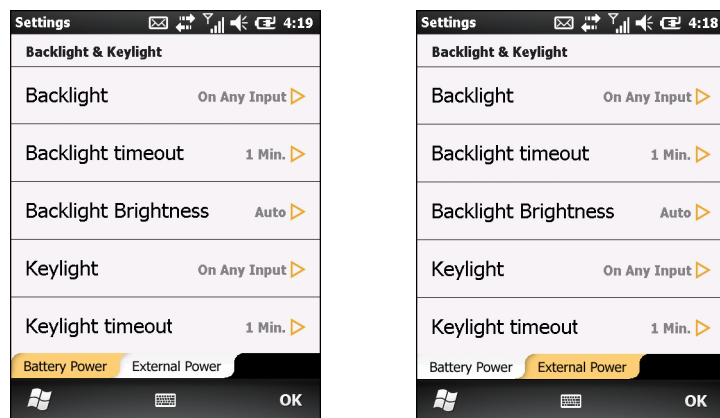 Settings 4:19
Backlight & Keylight
Backlight On Any Input
Backlight timeout 1 Min.
Backlight Brightness Auto
Keylight On Any Input
Keylight timeout 1 Min.
Battery Power External Power
OK
Settings 4:18
Backlight & Keylight
Backlight On Any Input
Backlight timeout 1 Min.
Backlight Brightness Auto
Keylight On Any Input
Keylight timeout 1 Min.
Battery Power External Power
OK